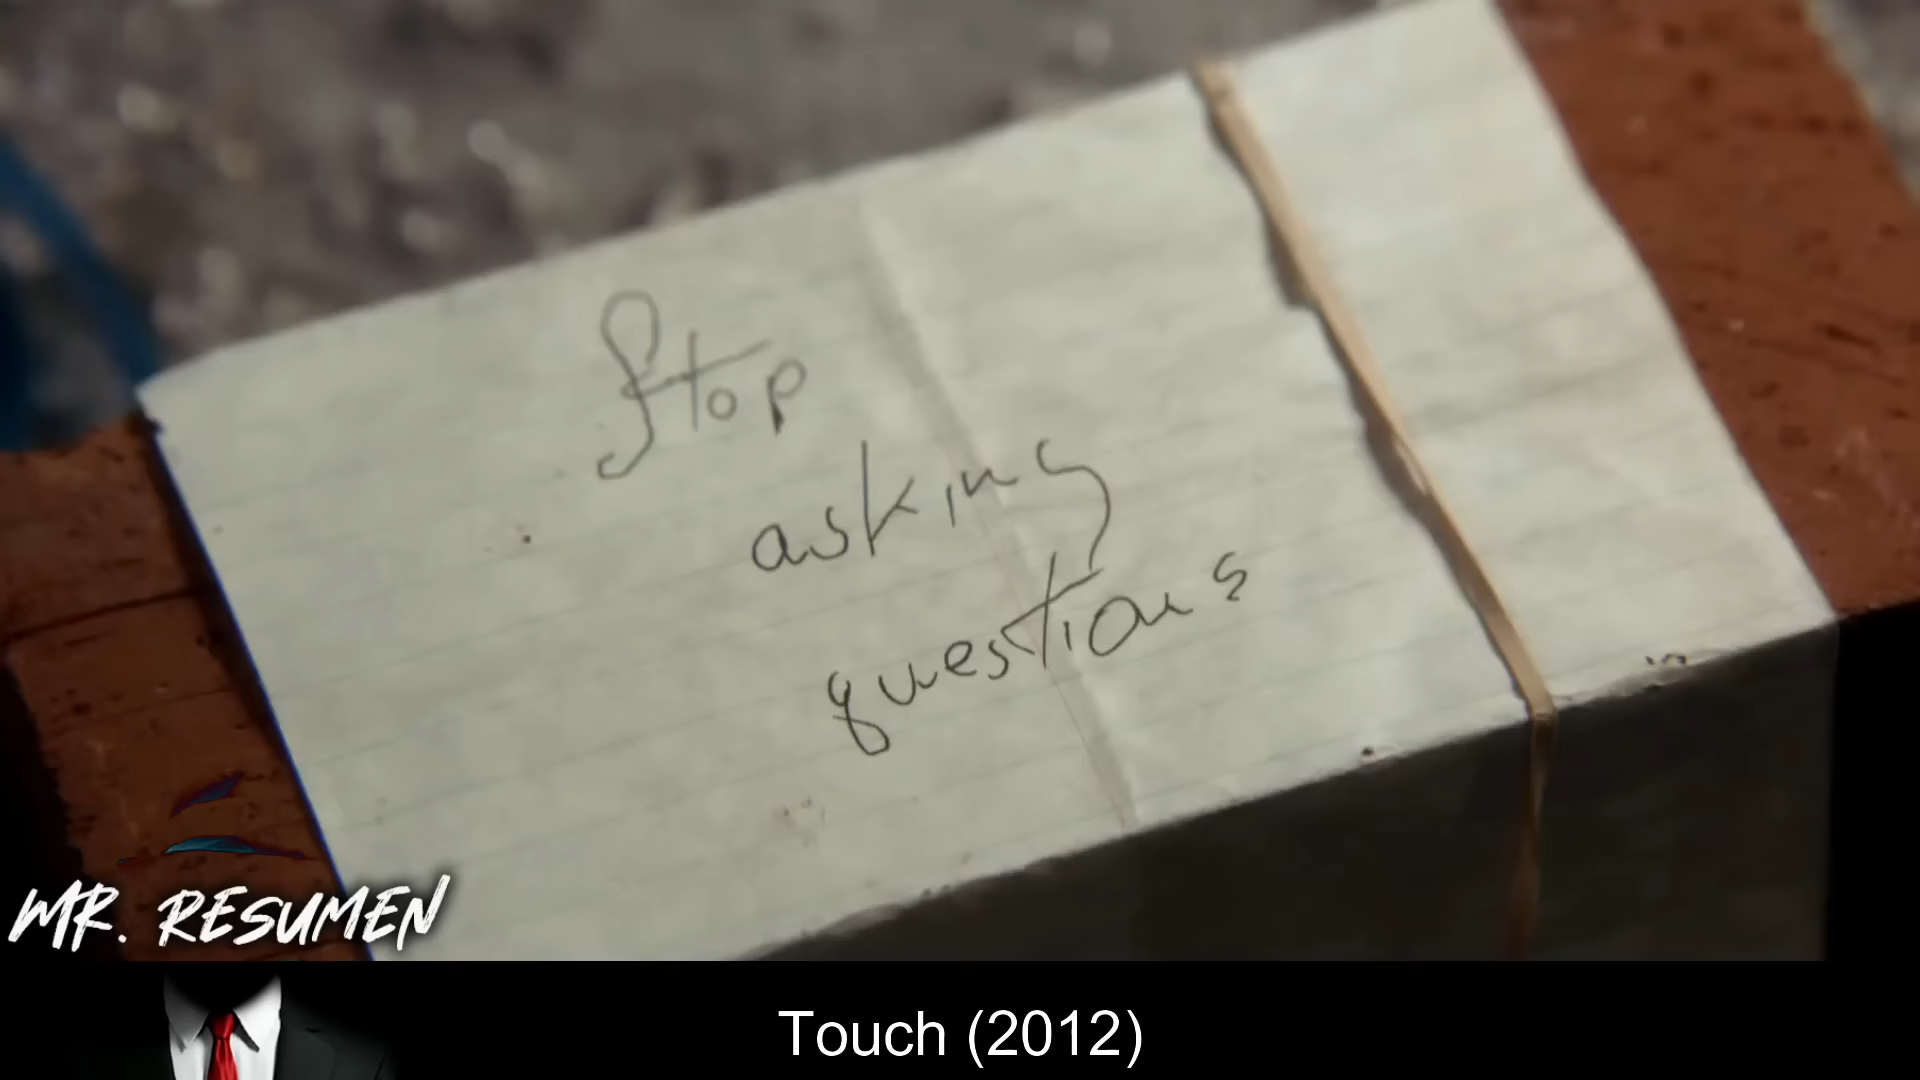 Stop
asking
questions
MR. RESUMEN
Touch (2012)